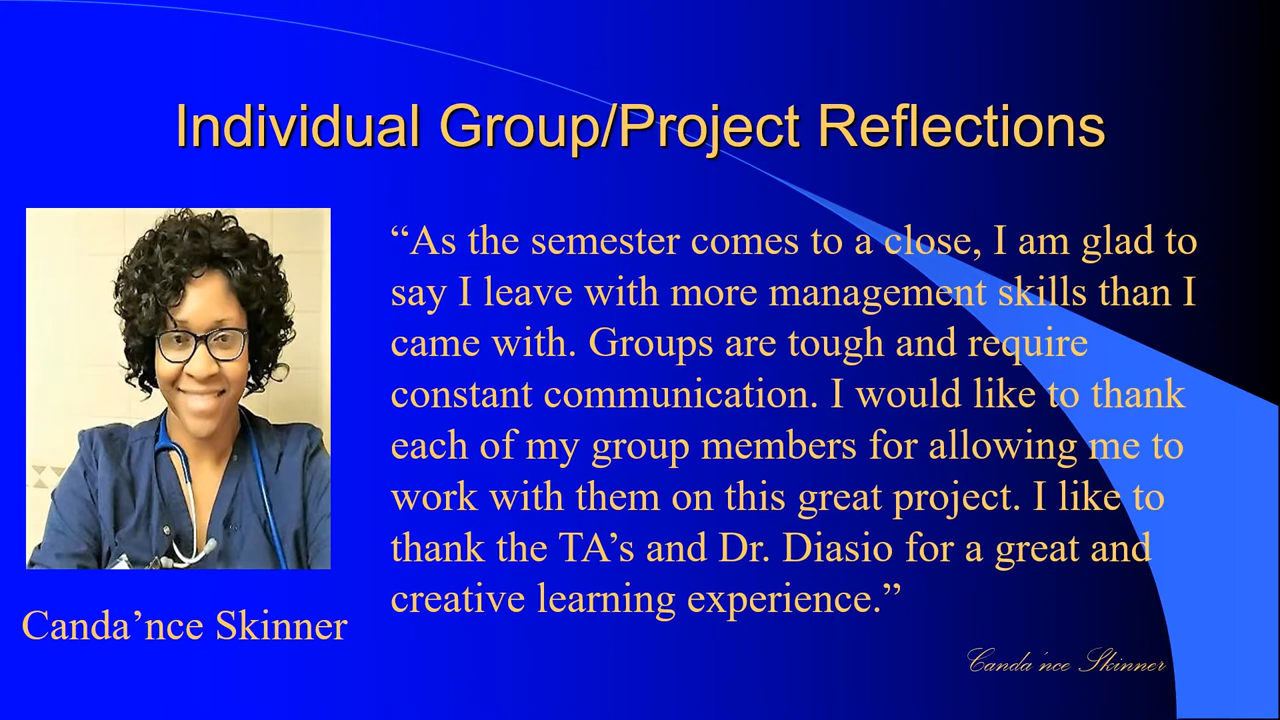 Individual Group/Project Reflections
“As the semester comes to a close, I am glad to
say I leave with more management skills than I
came with. Groups are tough and require
constant communication. I would like to thank
each of my group members for allowing me to
work with them on this great project. I like to
thank the TA’s and Dr. Diasio for a great and
creative learning experience.”
Canda’nce Skinner
Canda’nce Skinner